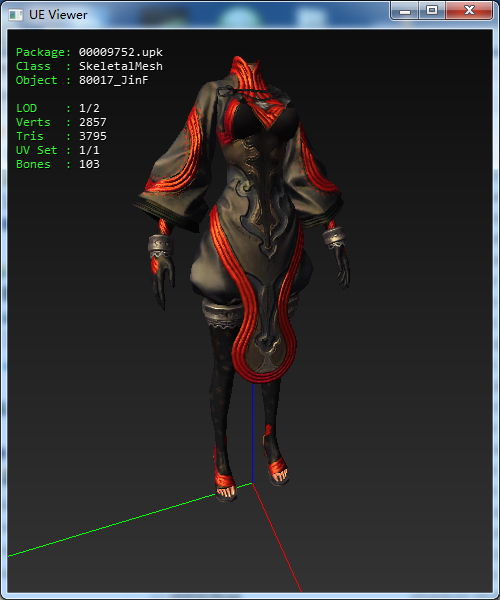 UE Viewer
Package: 00009752.upk
Class : SkeletalMesh
Object : 80017_JinF
LOD : 1/2
Verts : 2857
Tris : 3795
UV Set : 1/1
Bones : 103